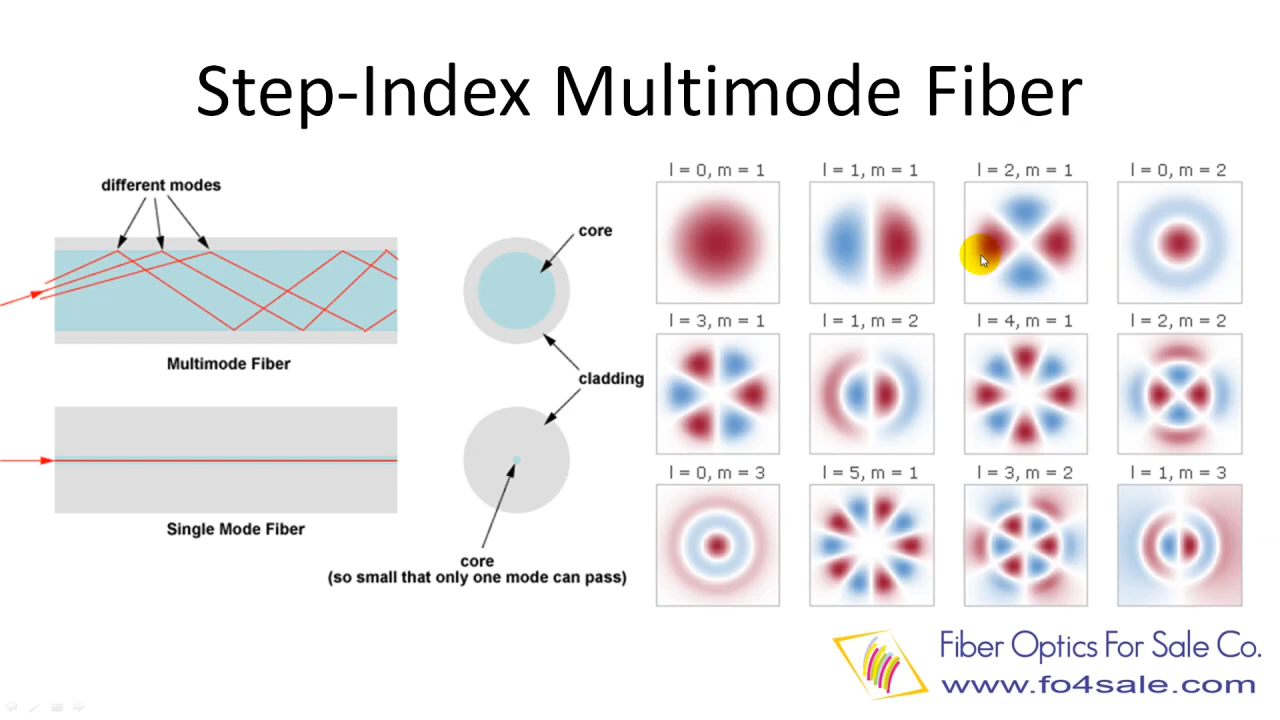 Step-Index Multimode Fiber
different modes
core
Multimode Fiber
cladding
Single Mode Fiber
core
(so small that only one mode can pass)
l = 0, m = 1
l = 1, m = 1
l = 2, m = 1
l = 0, m = 2
l = 3, m = 1
l = 1, m = 2
l = 4, m = 1
l = 2, m = 2
l = 0, m = 3
l = 5, m = 1
l = 3, m = 2
l = 1, m = 3
Fiber Optics For Sale Co.
www.fo4sale.com